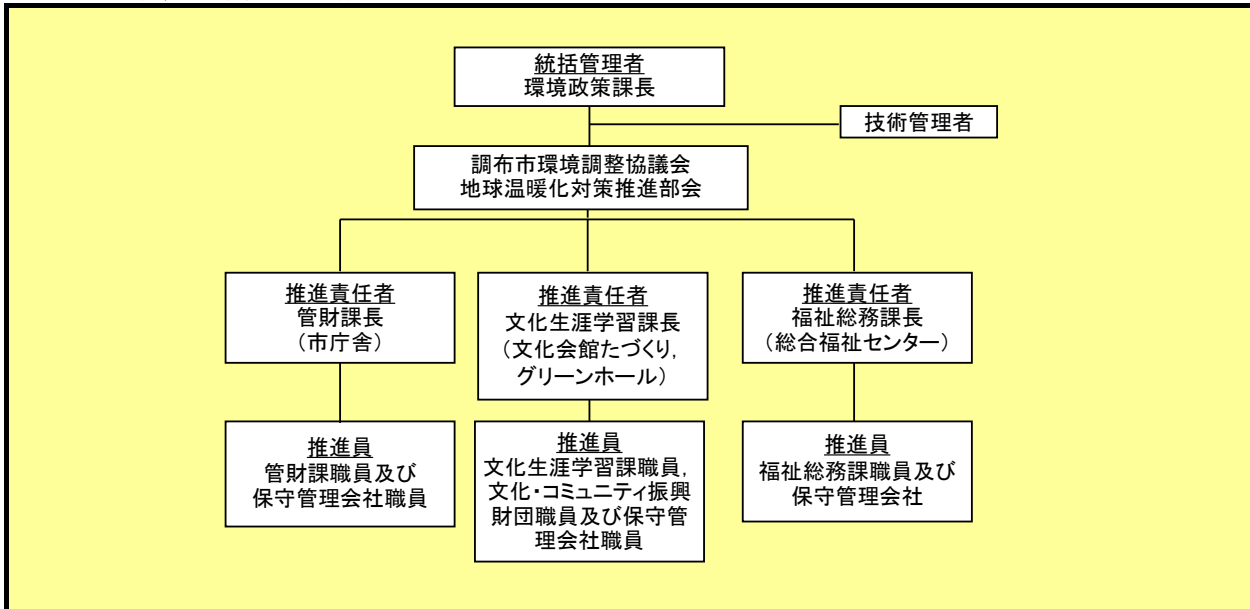 統括管理者
環境政策課長
技術管理者
調布市環境調整協議会
地球温暖化対策推進部会
推進責任者
管財課長
（市庁舎）
推進責任者
文化生涯学習課長
（文化会館たづくり，
グリーンホール）
推進責任者
福祉総務課長
（総合福祉センター）
推進員
管財課職員及び
保守管理会社職員
推進員
文化生涯学習課職員，
文化・コミュニティ振興
財団職員及び保守管
理会社職員
推進員
福祉総務課職員及び
保守管理会社